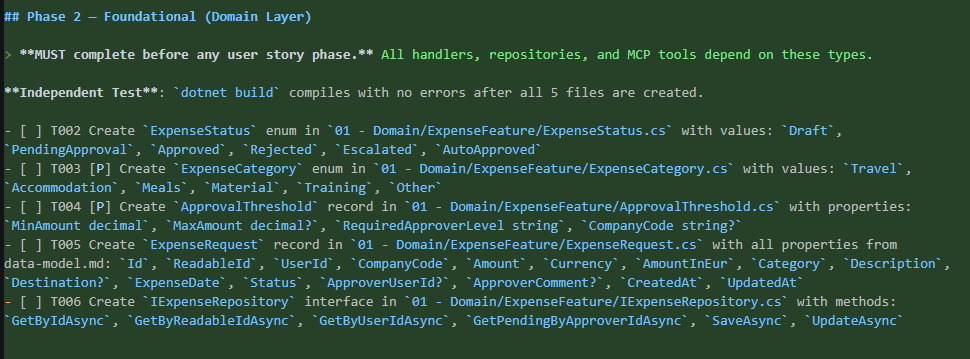 ## Phase 2 — Foundational (Domain Layer)
> **MUST complete before any user story phase.** All handlers, repositories, and MCP tools depend on these types.
**Independent Test**: `dotnet build` compiles with no errors after all 5 files are created.
- [ ] T002 Create `ExpenseStatus` enum in `01 - Domain/ExpenseFeature/ExpenseStatus.cs` with values: `Draft`,
`PendingApproval`, `Approved`, `Rejected`, `Escalated`, `AutoApproved`
- [ ] T003 [P] Create `ExpenseCategory` enum in `01 - Domain/ExpenseFeature/ExpenseCategory.cs` with values: `Travel`,
`Accommodation`, `Meals`, `Material`, `Training`, `Other`
- [ ] T004 [P] Create `ApprovalThreshold` record in `01 - Domain/ExpenseFeature/ApprovalThreshold.cs` with properties:
`MinAmount decimal`, `MaxAmount decimal?`, `RequiredApproverLevel string`, `CompanyCode string?`
- [ ] T005 Create `ExpenseRequest` record in `01 - Domain/ExpenseFeature/ExpenseRequest.cs` with all properties from
data-model.md: `Id`, `ReadableId`, `UserId`, `CompanyCode`, `Amount`, `Currency`, `AmountInEur`, `Category`, `Description`,
`Destination?`, `ExpenseDate`, `Status`, `ApproverUserId?`, `ApproverComment?`, `CreatedAt`, `UpdatedAt`
- [ ] T006 Create `IExpenseRepository` interface in `01 - Domain/ExpenseFeature/IExpenseRepository.cs` with methods:
`GetByIdAsync`, `GetByReadableIdAsync`, `GetByUserIdAsync`, `GetPendingByApproverIdAsync`, `SaveAsync`, `UpdateAsync`